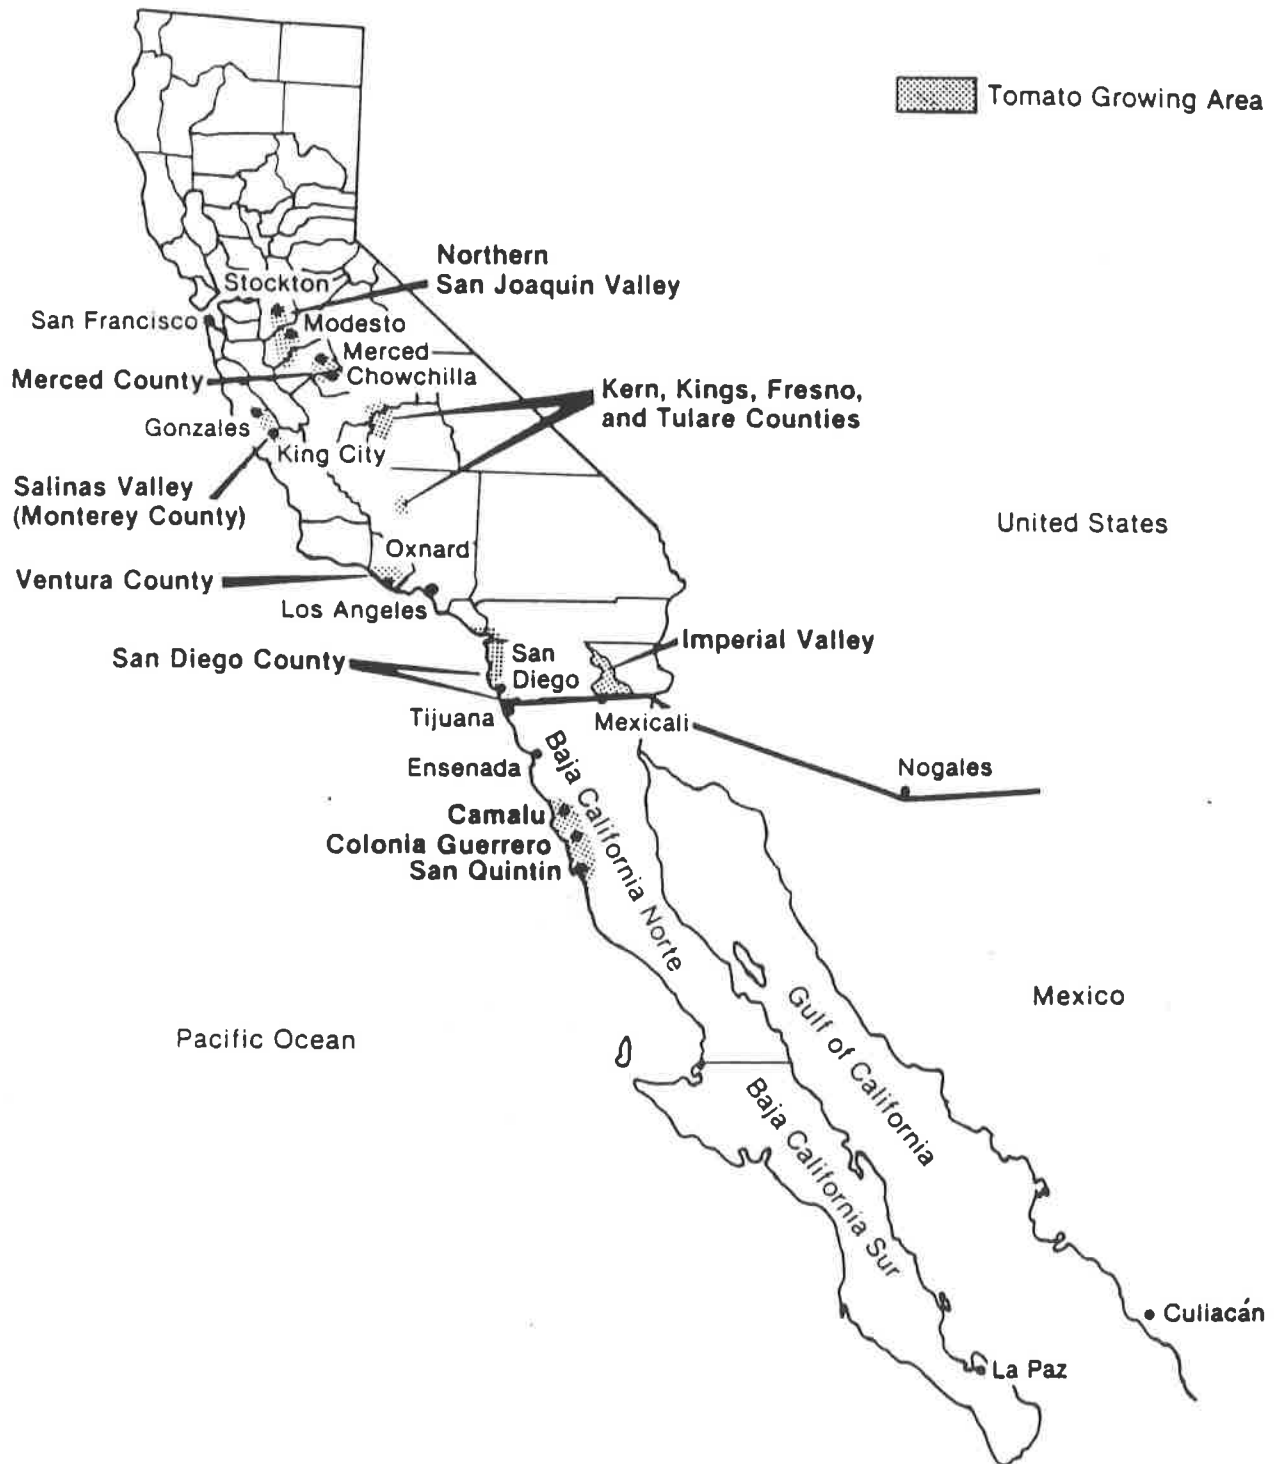 Tomato Growing Area
Northern
San Joaquin Valley
Stockton
San Francisco
Modesto
Merced
Merced County
Chowchilla
Kern, Kings, Fresno,
and Tulare Counties
Gonzales
King City
Salinas Valley
(Monterey County)
United States
Oxnard
Ventura County
Los Angeles
Imperial Valley
San Diego County
San
Diego
Tijuana
Mexicali
Ensenada
Nogales
Baja California Norte
Camalu
Colonia Guerrero
San Quintin
Mexico
Pacific Ocean
Gulf of California
Baja California Sur
Culiacán
La Paz